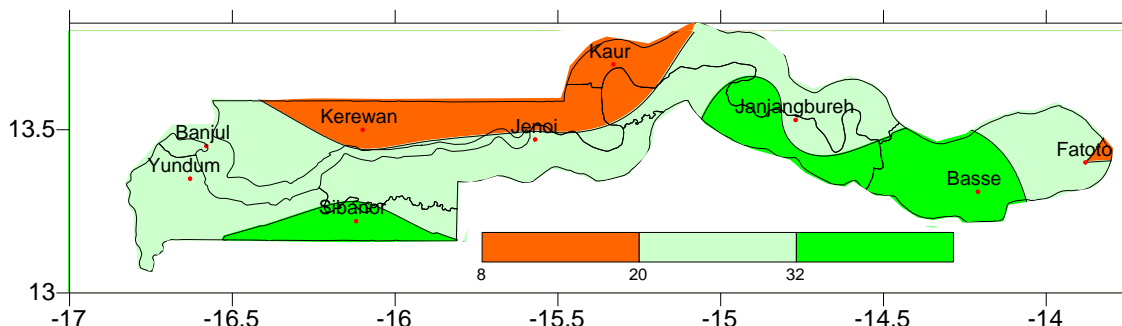 Kaur
Janjangbureh
Kerewan
Jenoi
13.5
Banjul
Fatoto
Yundum
Basse
Sibanor
8 20 32
13
-17 -16.5 -16 -15.5 -15 -14.5 -14